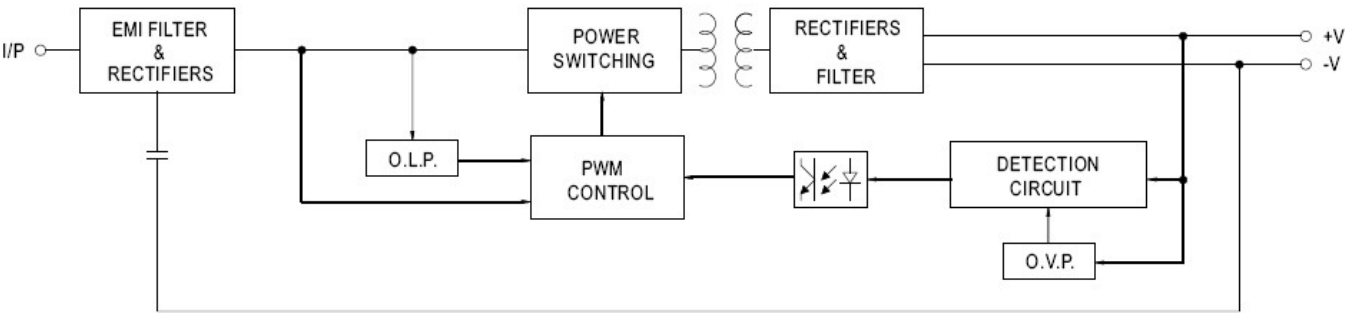 I/P
EMI FILTER
&
RECTIFIERS
POWER
SWITCHING
RECTIFIERS
&
FILTER
+V
-V
O.L.P.
PWM
CONTROL
DETECTION
CIRCUIT
O.V.P.